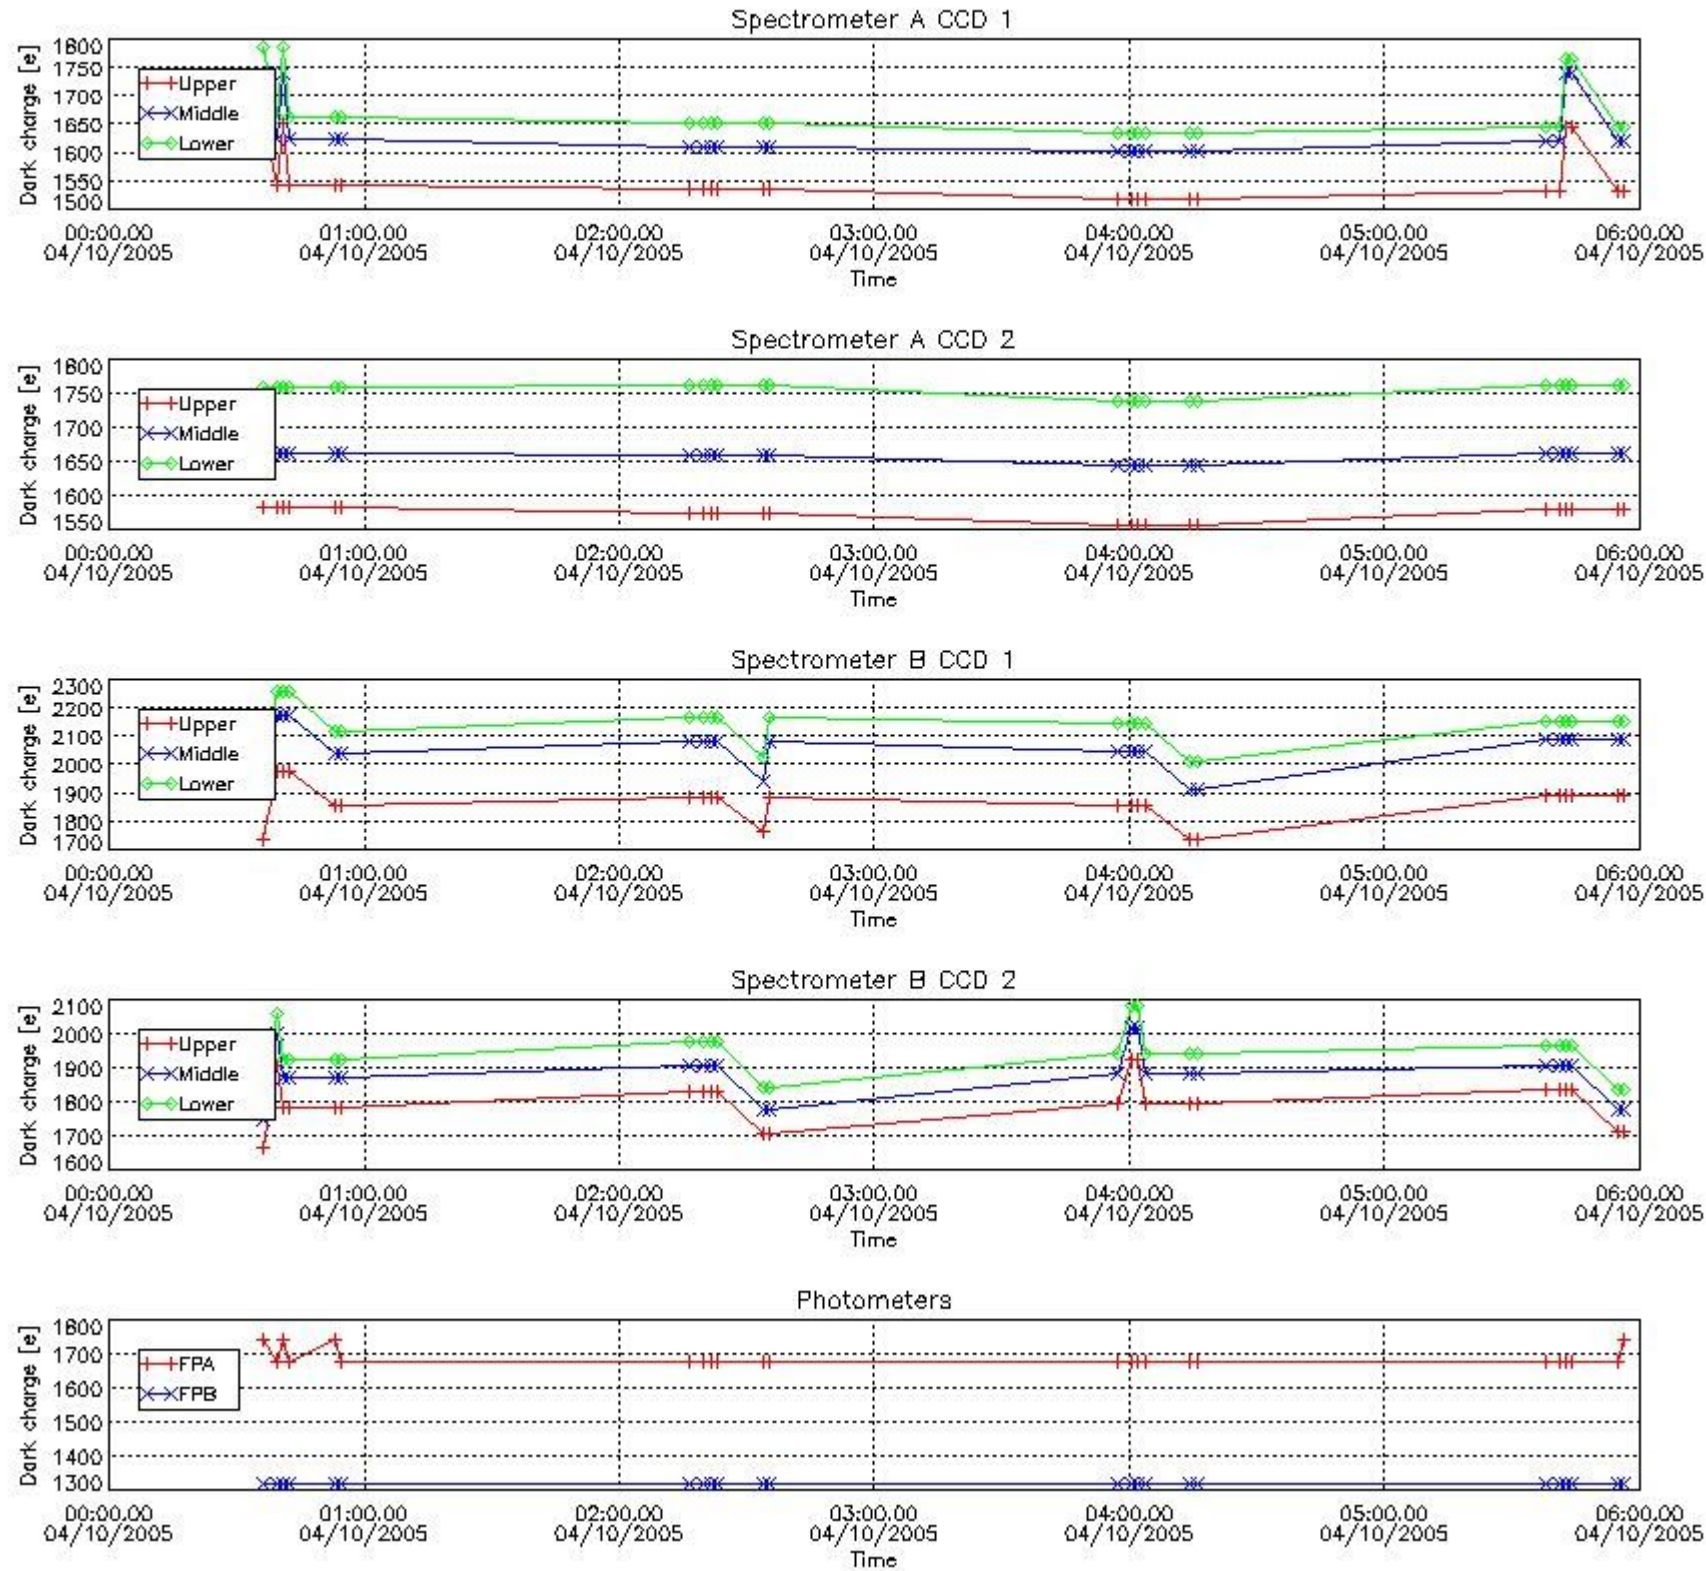 Spectrometer A CCD 1
Dark charge [e]
1800
1750
1700
1650
1600
1550
1500
Upper
Middle
Lower
00:00.00 01:00.00 02:00.00 03:00.00 04:00.00 05:00.00 06:00.00
04/10/2005 04/10/2005 04/10/2005 04/10/2005 04/10/2005 04/10/2005 04/10/2005
Time
Spectrometer A CCD 2
Dark charge [e]
1800
1750
1700
1650
1600
1550
Upper
Middle
Lower
00:00.00 01:00.00 02:00.00 03:00.00 04:00.00 05:00.00 06:00.00
04/10/2005 04/10/2005 04/10/2005 04/10/2005 04/10/2005 04/10/2005 04/10/2005
Time
Spectrometer B CCD 1
Dark charge [e]
2300
2200
2100
2000
1900
1800
1700
Upper
Middle
Lower
00:00.00 01:00.00 02:00.00 03:00.00 04:00.00 05:00.00 06:00.00
04/10/2005 04/10/2005 04/10/2005 04/10/2005 04/10/2005 04/10/2005 04/10/2005
Time
Spectrometer B CCD 2
Dark charge [e]
2100
2000
1900
1800
1700
1600
Upper
Middle
Lower
00:00.00 01:00.00 02:00.00 03:00.00 04:00.00 05:00.00 06:00.00
04/10/2005 04/10/2005 04/10/2005 04/10/2005 04/10/2005 04/10/2005 04/10/2005
Time
Photometers
Dark charge [e]
1800
1700
1600
1500
1400
1300
FPA
FPB
00:00.00 01:00.00 02:00.00 03:00.00 04:00.00 05:00.00 06:00.00
04/10/2005 04/10/2005 04/10/2005 04/10/2005 04/10/2005 04/10/2005 04/10/2005
Time